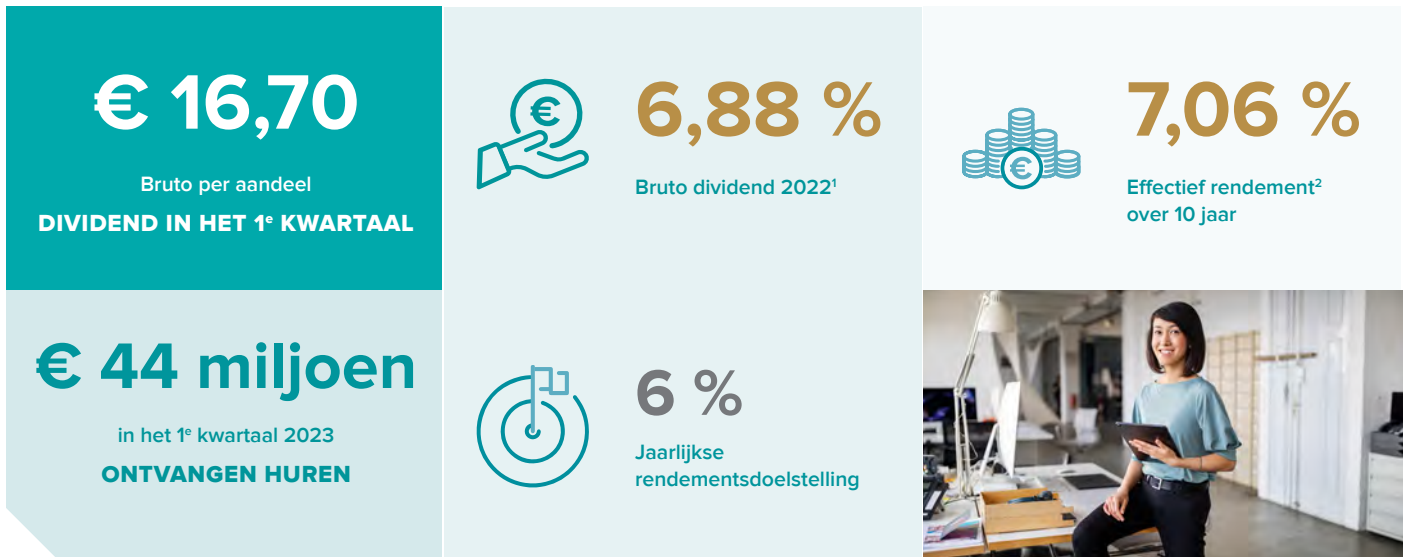 € 16,70
Bruto per aandeel
DIVIDEND IN HET 1ᵉ KWARTAAL
€ 44 miljoen
in het 1ᵉ kwartaal 2023
ONTVANGEN HUREN
€
6,88 %
Bruto dividend 2022¹
6 %
Jaarlijkse
rendementsdoelstelling
€
7,06 %
Effectief rendement²
over 10 jaar